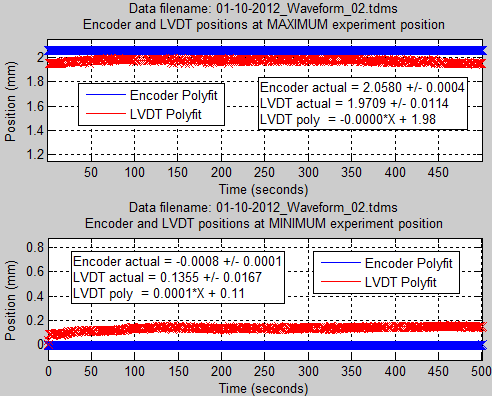 Data filename: 01-10-2012_Waveform_02.tdms
Encoder and LVDT positions at MAXIMUM experiment position
2
1.8
1.6
1.4
1.2
Position (mm)
Encoder Polyfit
LVDT Polyfit
Encoder actual = 2.0580 +/- 0.0004
LVDT actual = 1.9709 +/- 0.0114
LVDT poly = -0.0000*X + 1.98
50 100 150 200 250 300 350 400 450
Time (seconds)
Data filename: 01-10-2012_Waveform_02.tdms
Encoder and LVDT positions at MINIMUM experiment position
0.8
0.6
0.4
0.2
0
Position (mm)
Encoder actual = -0.0008 +/- 0.0001
LVDT actual = 0.1355 +/- 0.0167
LVDT poly = 0.0001*X + 0.11
Encoder Polyfit
LVDT Polyfit
0 50 100 150 200 250 300 350 400 450 500
Time (seconds)